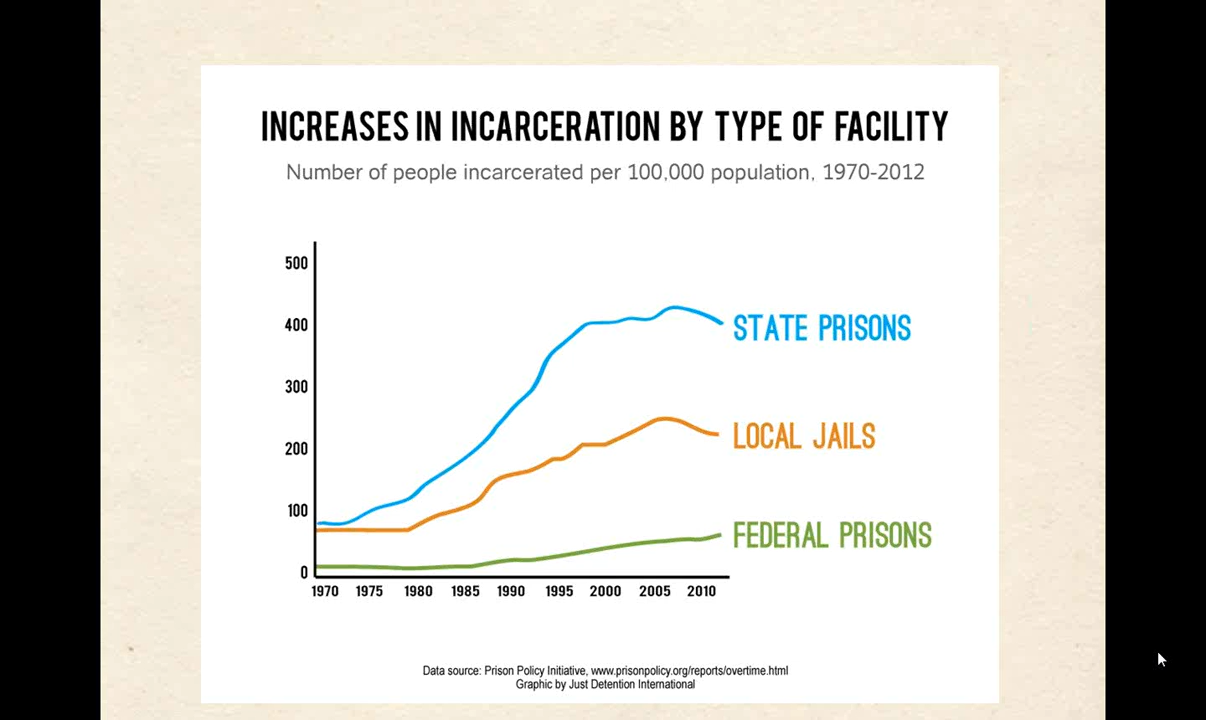 INCREASES IN INCARCERATION BY TYPE OF FACILITY
Number of people incarcerated per 100,000 population, 1970-2012
500
400
300
200
100
0
STATE PRISONS
LOCAL JAILS
FEDERAL PRISONS
1970 1975 1980 1985 1990 1995 2000 2005 2010
Data source: Prison Policy Initiative, www.prisonpolicy.org/reports/overtime.html
Graphic by Just Detention International